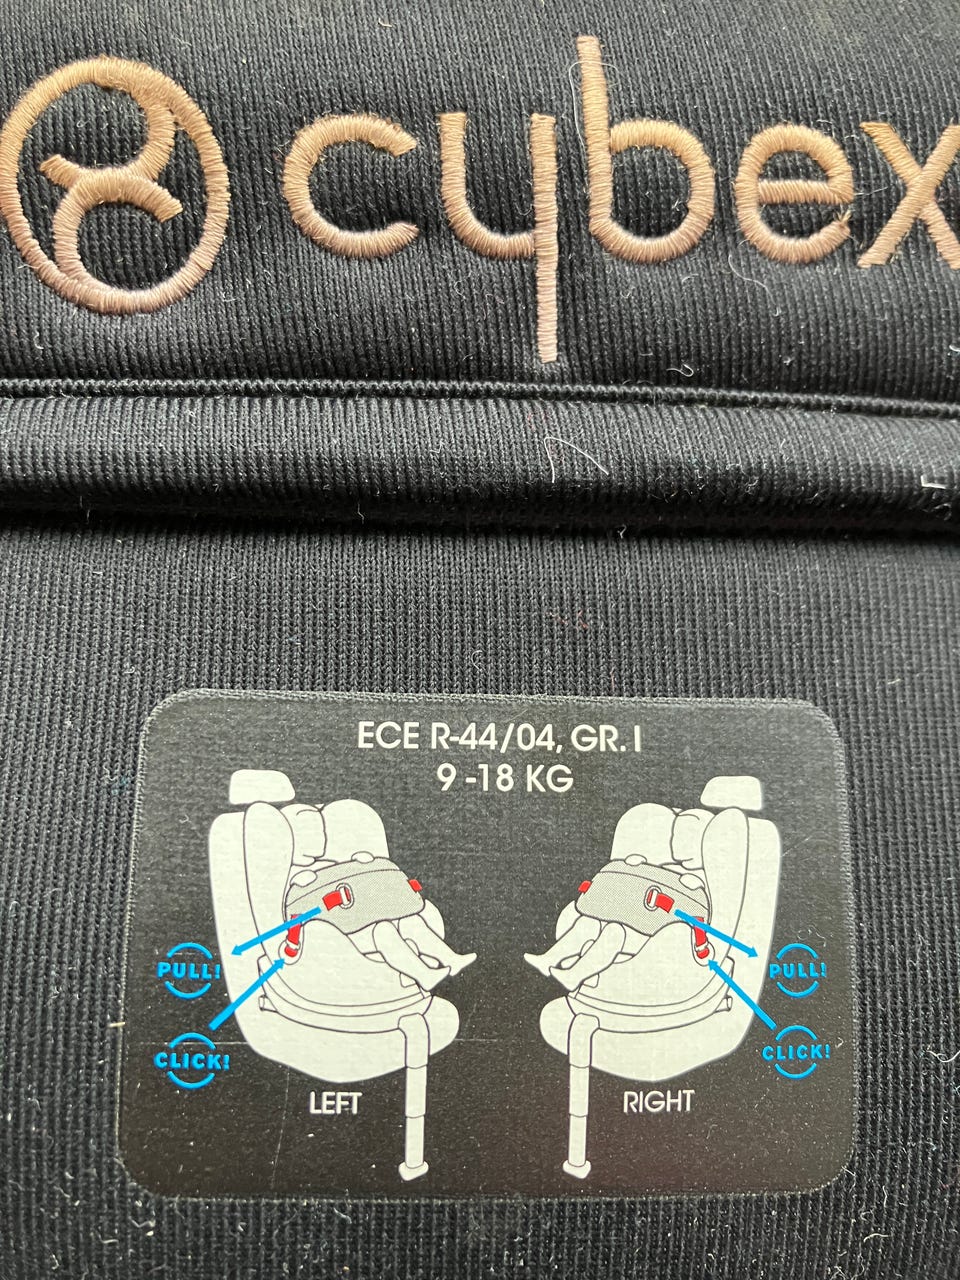 cybex
ECE R-44/04, GR. I
9 -18 KG
PULL!
PULL!
CLICK!
CLICK!
LEFT
RIGHT